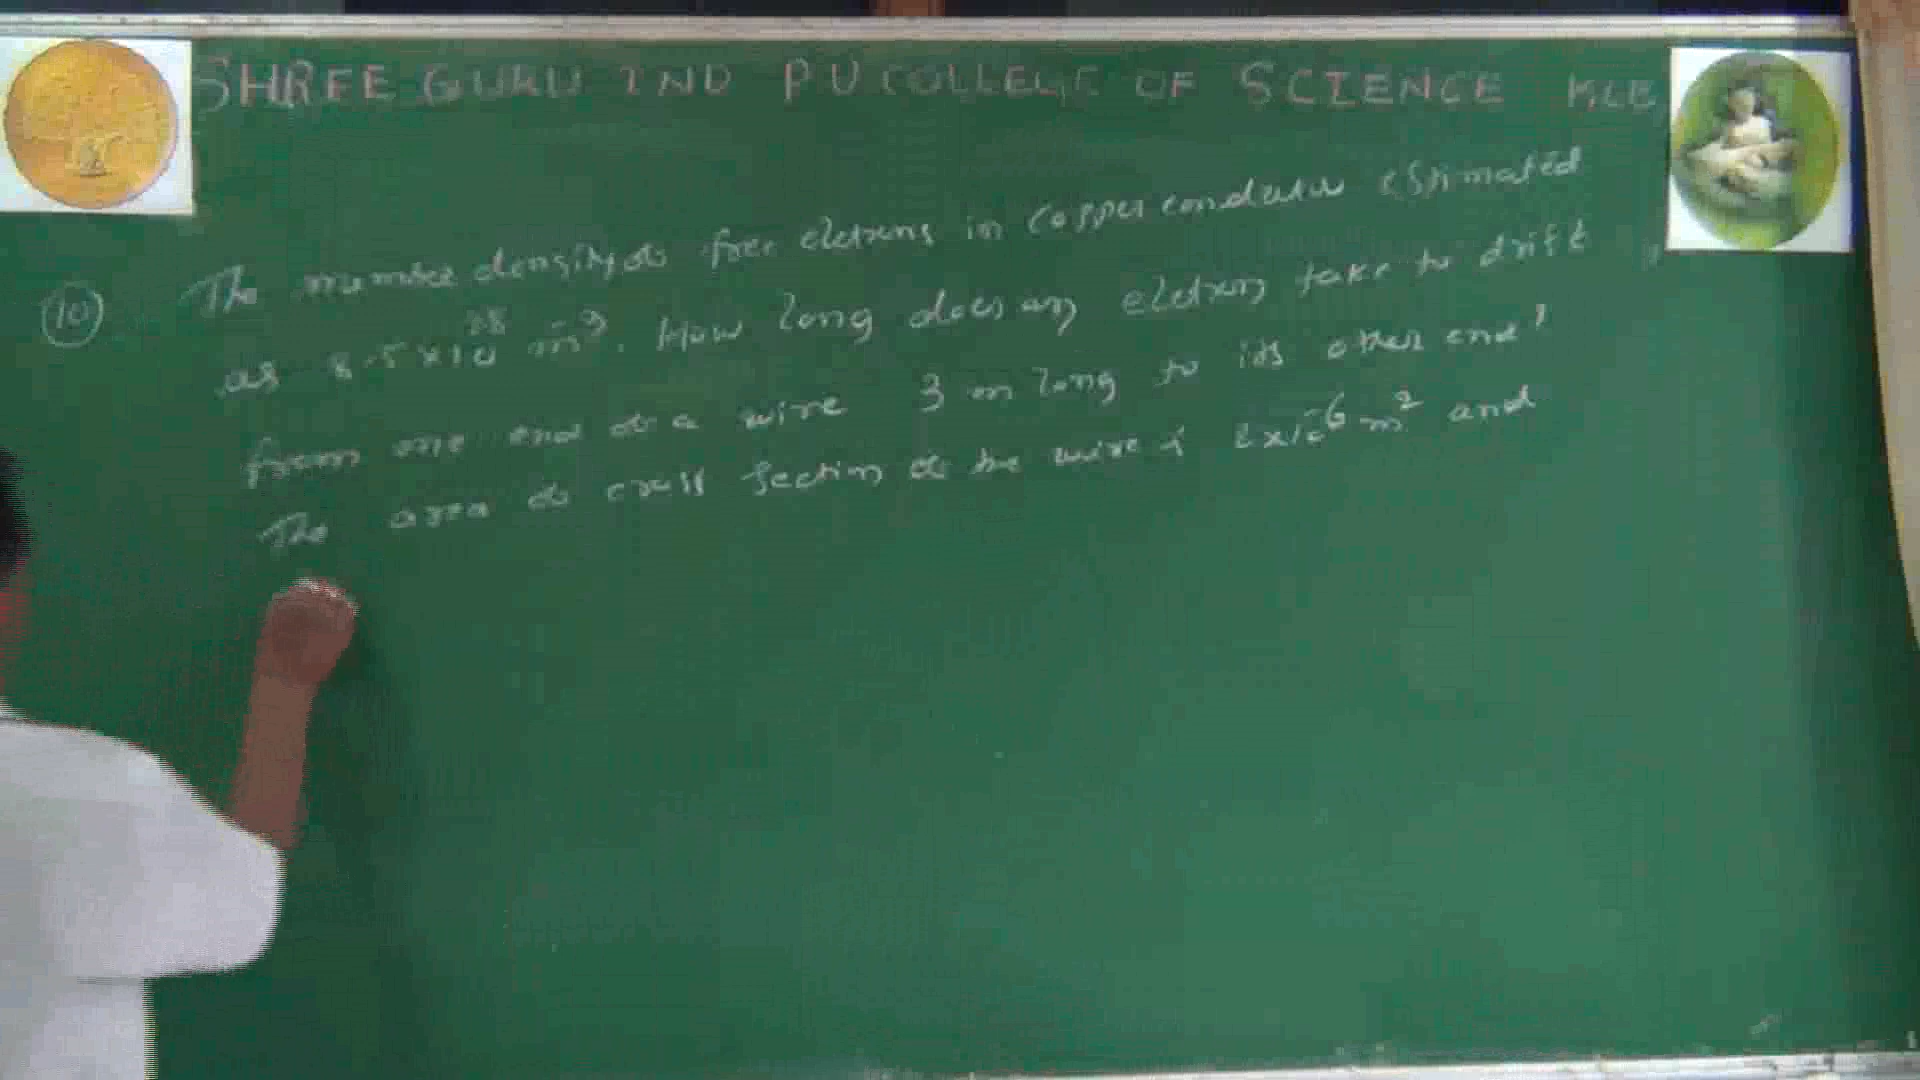 SHREE GURU IND PU COLLEGE OF SCIENCE KLB
10 The number density of free eletrons in copper conductor estimated
as 8.5 × 10^28 m^-3. How long does an eletron take to drift
from one end of a wire 3 m long to its other end?
The area of cross section of the wire is 2×10^-6 m^2 and